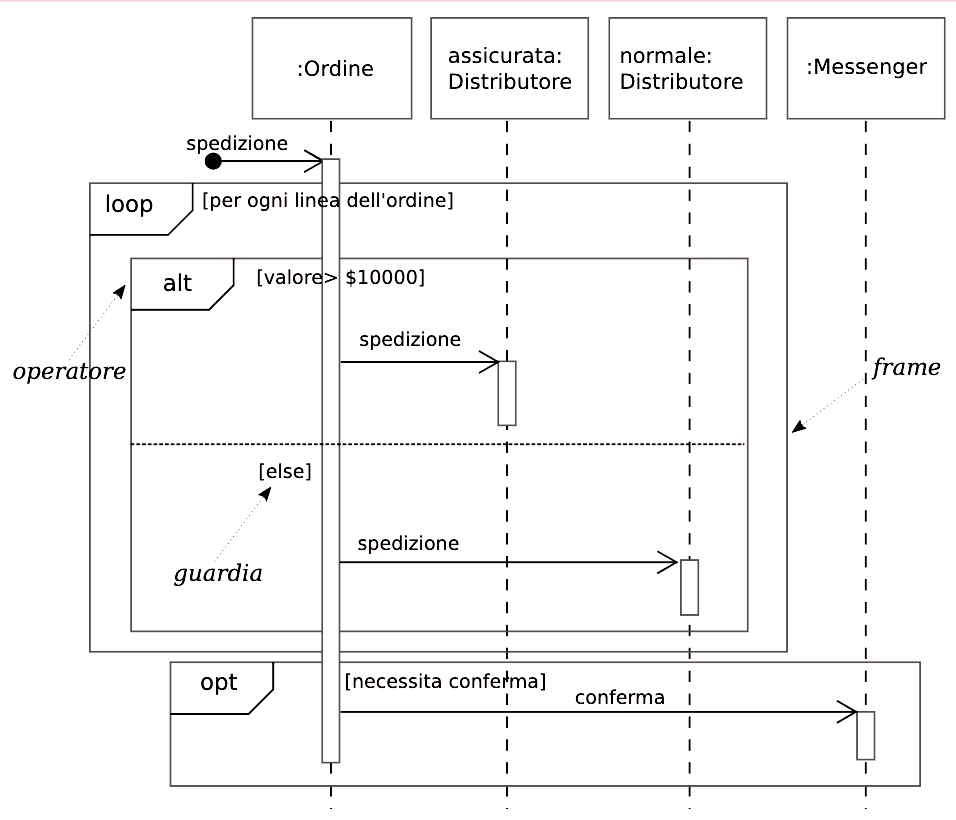 :Ordine
assicurata:
Distributore
normale:
Distributore
:Messenger
spedizione
loop
[per ogni linea dell'ordine]
alt
[valore> $10000]
spedizione
operatore
frame
[else]
spedizione
guardia
opt
[necessita conferma]
conferma